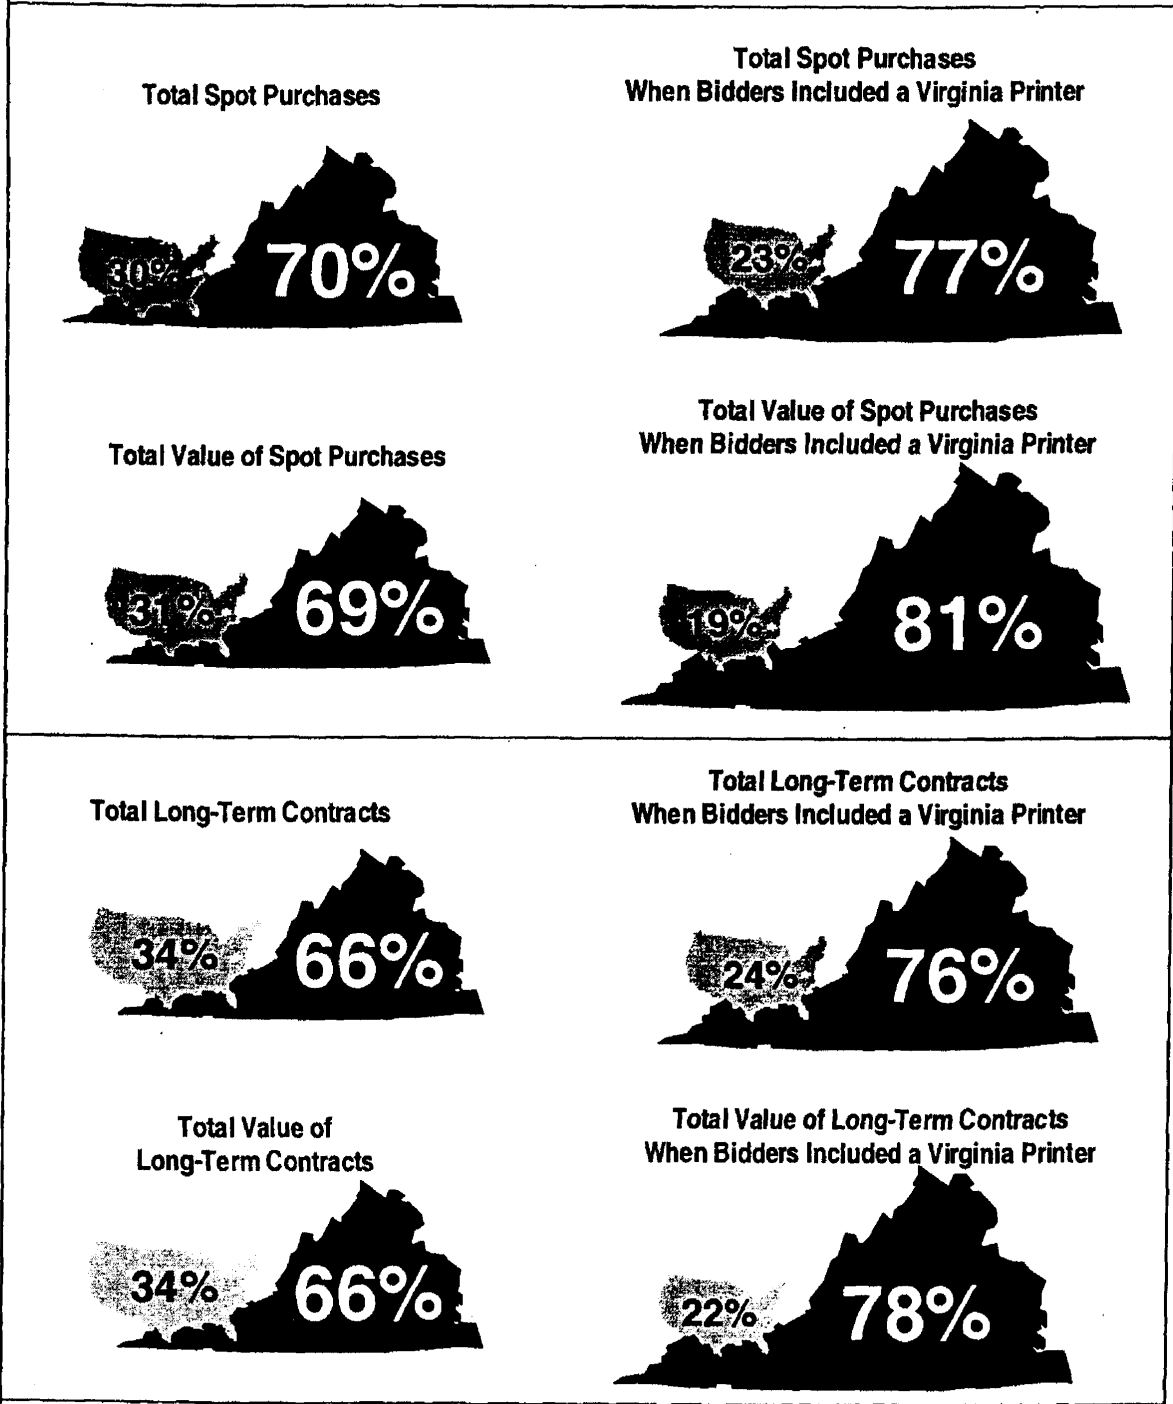 Total Spot Purchases
30%
70%
Total Spot Purchases
When Bidders Included a Virginia Printer
23%
77%
Total Value of Spot Purchases
31%
69%
Total Value of Spot Purchases
When Bidders Included a Virginia Printer
19%
81%
Total Long-Term Contracts
34%
66%
Total Long-Term Contracts
When Bidders Included a Virginia Printer
24%
76%
Total Value of
Long-Term Contracts
34%
66%
Total Value of Long-Term Contracts
When Bidders Included a Virginia Printer
22%
78%